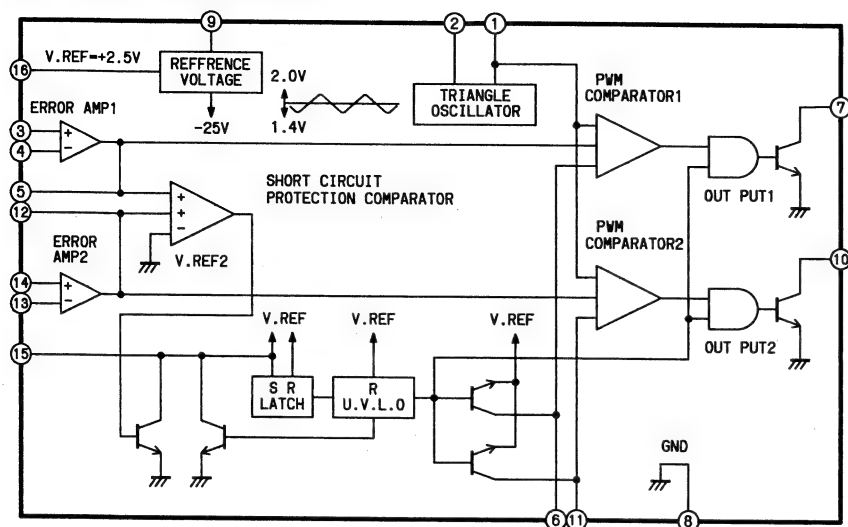 9
2
1
V.REF=+2.5V
16
REFFRENCE
VOLTAGE
2.0V
-25V
1.4V
TRIANGLE
OSCILLATOR
PWM
COMPARATOR1
7
ERROR AMP1
3
+
4
-
OUT PUT1
5
+
SHORT CIRCUIT
PROTECTION COMPARATOR
12
+
-
V.REF2
PWM
COMPARATOR2
10
ERROR
AMP2
14
+
13
-
OUT PUT2
V.REF
V.REF
V.REF
15
S R
LATCH
R
U.V.L.O
GND
6
11
8